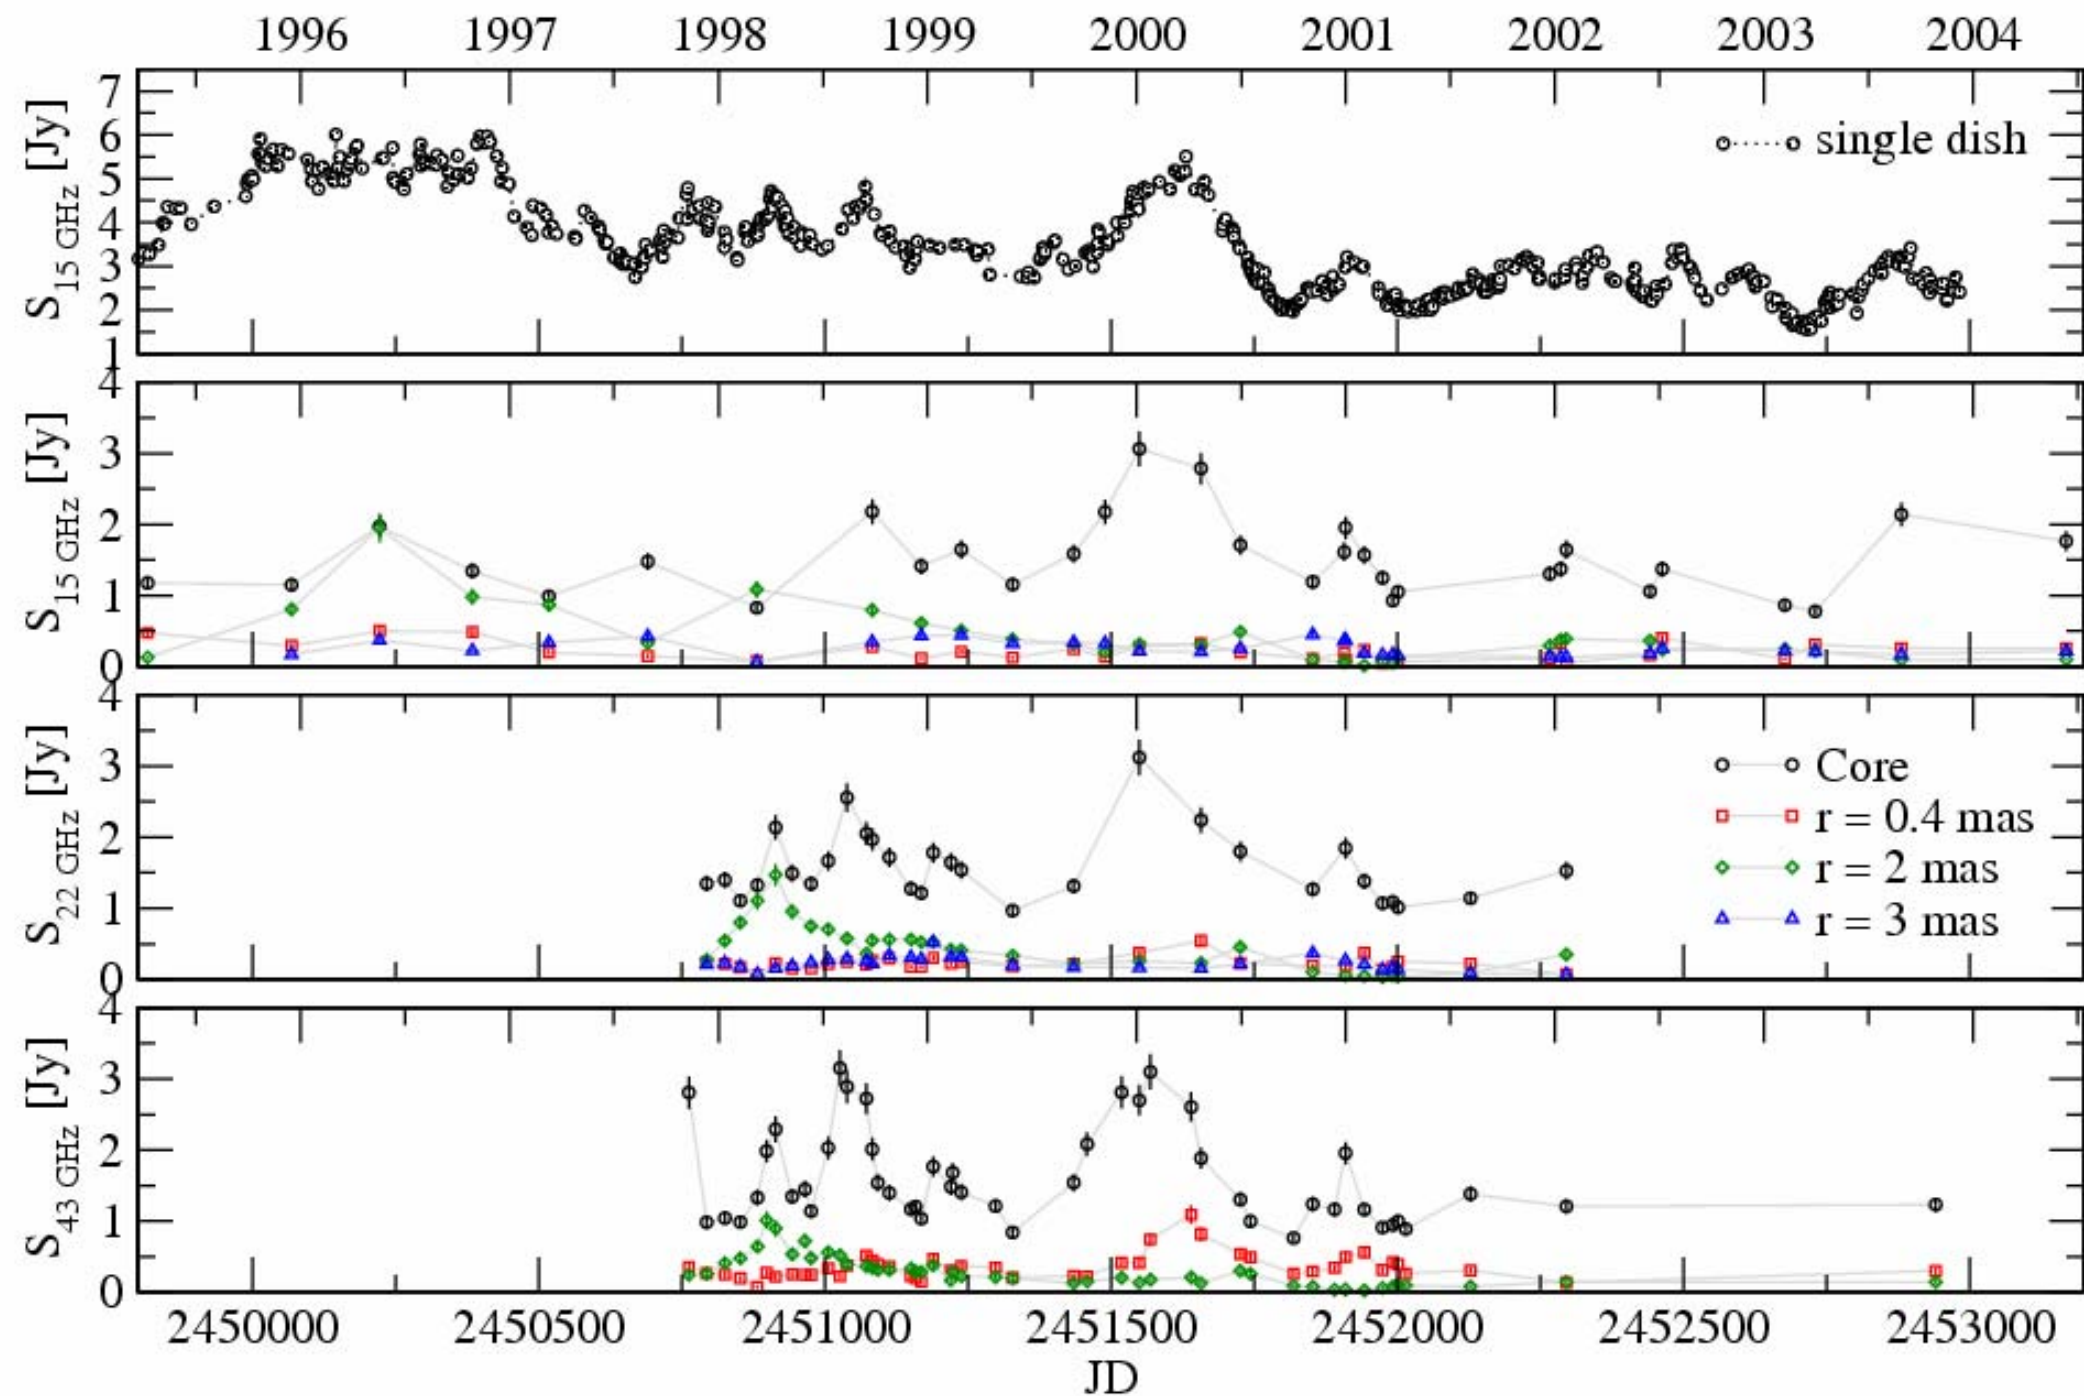 1996 1997 1998 1999 2000 2001 2002 2003 2004
S15 GHz [Jy]
7
6
5
4
3
2
1
single dish
S15 GHz [Jy]
4
3
2
1
0
S22 GHz [Jy]
4
3
2
1
0
Core
r = 0.4 mas
r = 2 mas
r = 3 mas
S43 GHz [Jy]
4
3
2
1
0
2450000 2450500 2451000 2451500 2452000 2452500 2453000
JD